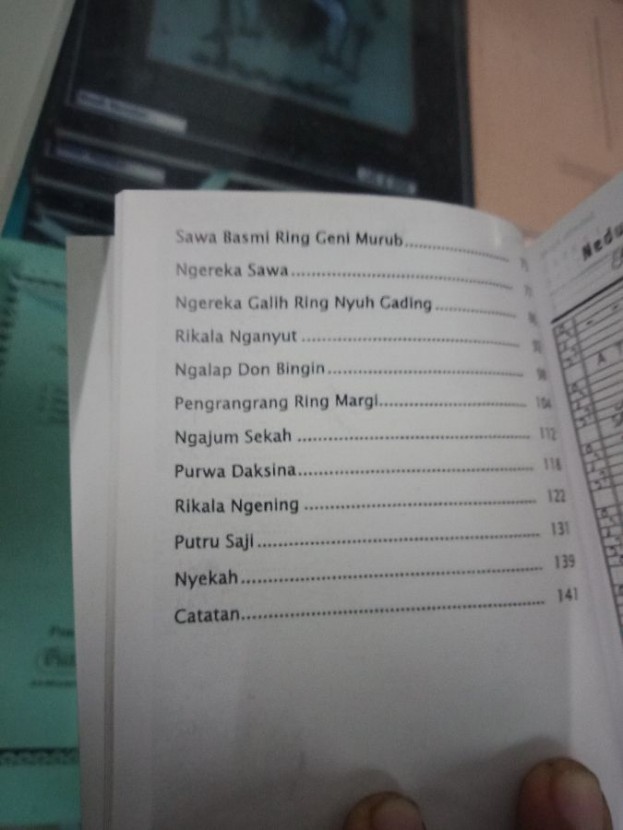 Sawa Basmi Ring Geni Murub
Ngereka Sawa
Ngereka Galih Ring Nyuh Gading
Rikala Nganyut
Ngalap Don Bingin ........ 98
Pengrangrang Ring Margi ........ 104
Ngajum Sekah ........ 112
Purwa Daksina ........ 118
Rikala Ngening ........ 122
Putru Saji ........ 131
Nyekah ........ 139
Catatan ........ 141